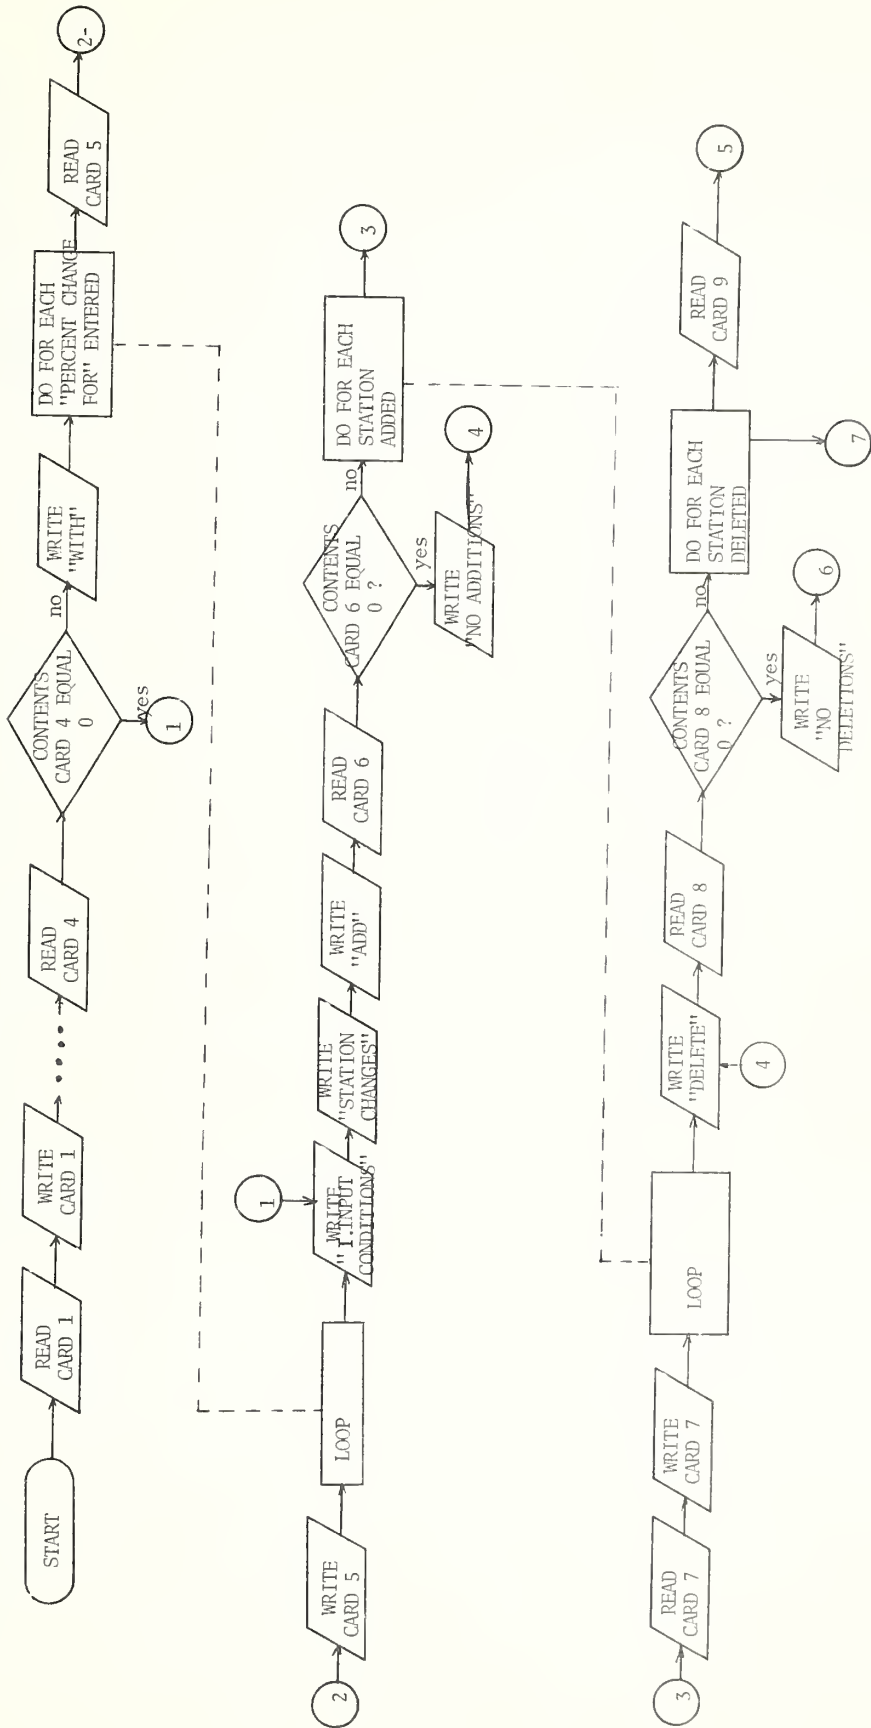 START
READ
CARD 1
WRITE
CARD 1
READ
CARD 4
CONTENTS
CARD 4 EQUAL
0
yes
1
no
WRITE
"WITH"
DO FOR EACH
"PERCENT CHANGE
FOR" ENTERED
READ
CARD 5
2-
2
WRITE
CARD 5
LOOP
1
WRITE
"I.INPUT
CONDITIONS"
WRITE
"STATION
CHANGES"
WRITE
"ADD"
READ
CARD 6
CONTENTS
CARD 6 EQUAL
0 ?
yes
WRITE
"NO ADDITIONS"
4
no
DO FOR EACH
STATION
ADDED
3
3
READ
CARD 7
WRITE
CARD 7
LOOP
WRITE
"DELETE"
4
READ
CARD 8
CONTENTS
CARD 8 EQUAL
0 ?
yes
WRITE
"NO
DELETIONS"
6
no
DO FOR EACH
STATION
DELETED
7
READ
CARD 9
5